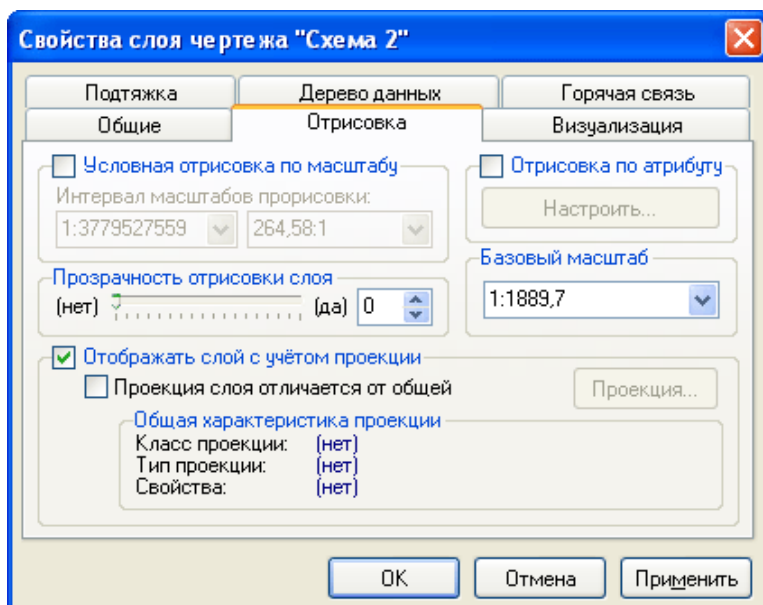 Свойства слоя чертежа "Схема 2"
Подтяжка Дерево данных Горячая связь
Общие Отрисовка Визуализация
Условная отрисовка по масштабу Отрисовка по атрибуту
Интервал масштабов прорисовки: Настроить...
1:3779527559 264,58:1
Базовый масштаб
Прозрачность отрисовки слоя
(нет) (да) 0 1:1889,7
Отображать слой с учётом проекции
Проекция слоя отличается от общей Проекция...
Общая характеристика проекции
Класс проекции: (нет)
Тип проекции: (нет)
Свойства: (нет)
OK Отмена Применить